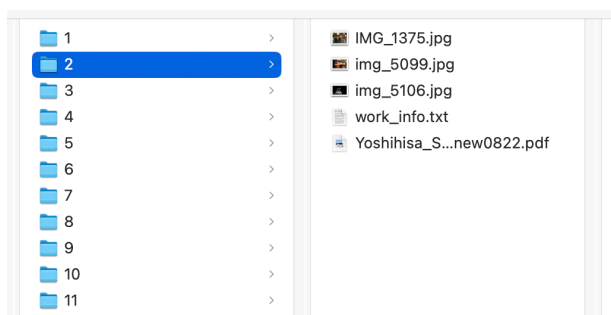 1
2
3
4
5
6
7
8
9
10
11
IMG_1375.jpg
img_5099.jpg
img_5106.jpg
work_info.txt
Yoshihisa_S...new0822.pdf